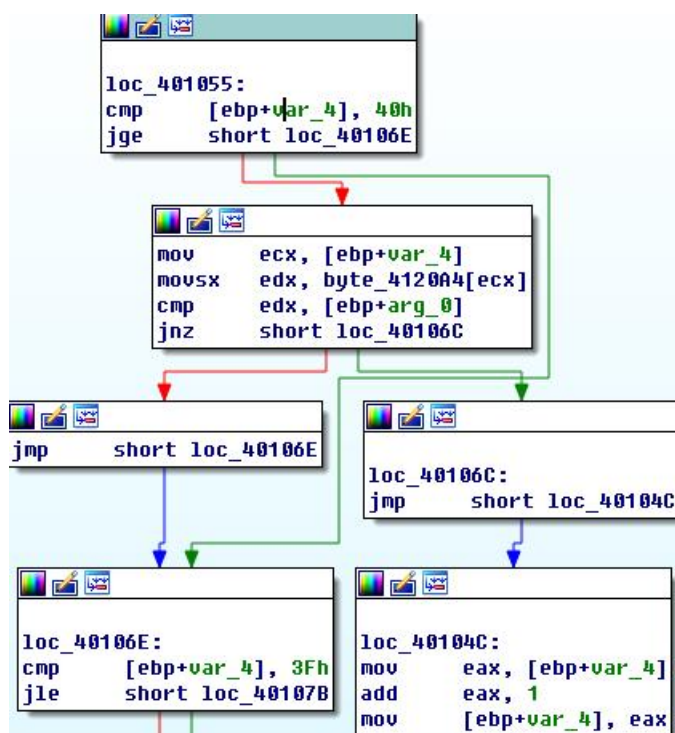 loc_401055:
cmp [ebp+var_4], 40h
jge short loc_40106E
mov ecx, [ebp+var_4]
movsx edx, byte_4120A4[ecx]
cmp edx, [ebp+arg_0]
jnz short loc_40106C
jmp short loc_40106E
loc_40106C:
jmp short loc_40104C
loc_40106E:
cmp [ebp+var_4], 3Fh
jle short loc_40107B
loc_40104C:
mov eax, [ebp+var_4]
add eax, 1
mov [ebp+var_4], eax